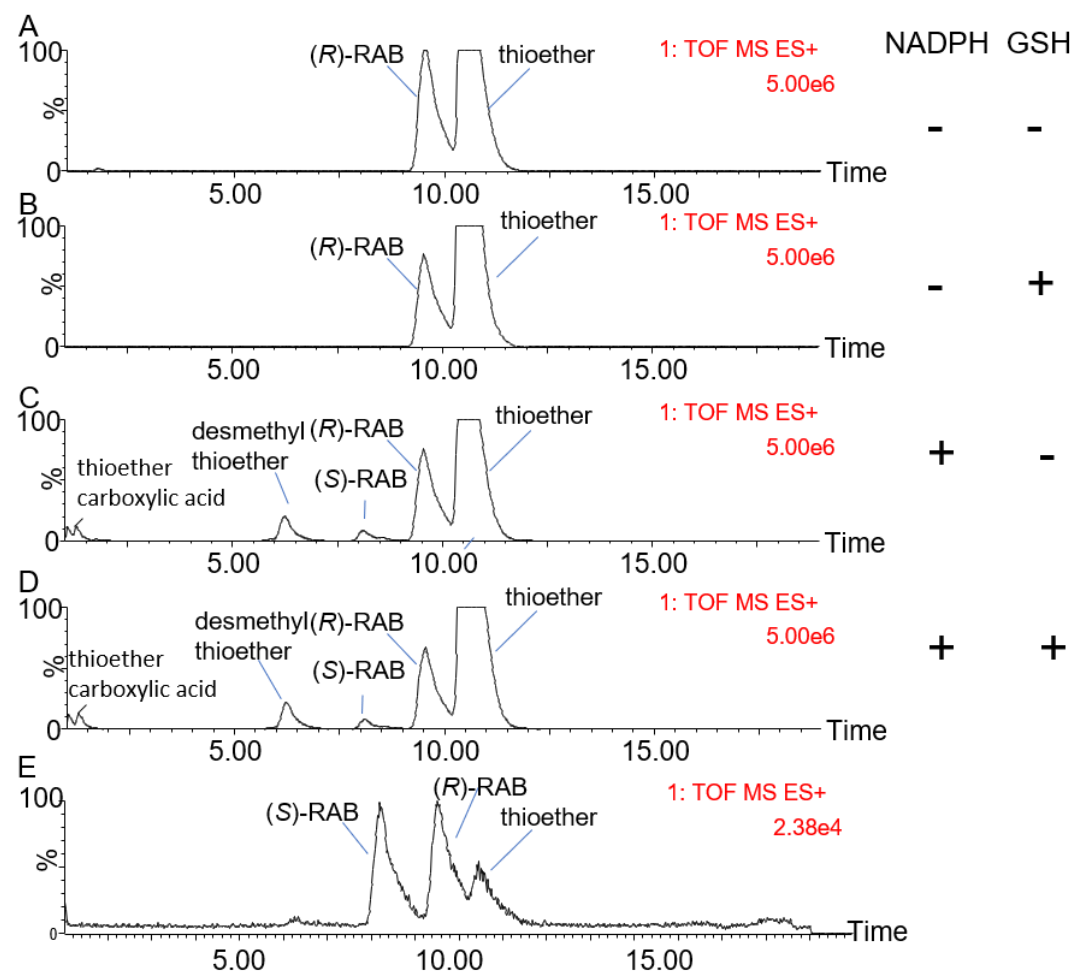 A
NADPH GSH
100
(R)-RAB
thioether
1: TOF MS ES+
5.00e6
%
- -
0
Time
5.00 10.00 15.00
B
100
(R)-RAB
thioether
1: TOF MS ES+
5.00e6
%
- +
0
Time
5.00 10.00 15.00
C
100
thioether
carboxylic acid
desmethyl
thioether
(R)-RAB
(S)-RAB
thioether
1: TOF MS ES+
5.00e6
%
+ -
0
Time
5.00 10.00 15.00
D
100
thioether
carboxylic acid
desmethyl
thioether
(R)-RAB
(S)-RAB
thioether
1: TOF MS ES+
5.00e6
%
+ +
0
Time
5.00 10.00 15.00
E
100
(S)-RAB
(R)-RAB
thioether
1: TOF MS ES+
2.38e4
%
0
Time
5.00 10.00 15.00